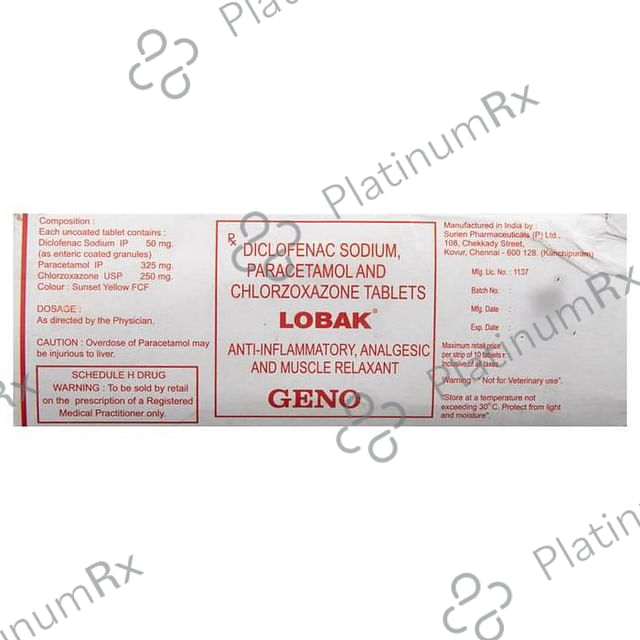 PlatinumRx
PlatinumRx
Composition :
Each uncoated tablet contains :
Diclofenac Sodium IP 50 mg.
(as enteric coated granules)
Paracetamol IP 325 mg.
Chlorzoxazone USP 250 mg.
Colour : Sunset Yellow FCF
DOSAGE :
As directed by the Physician.
CAUTION : Overdose of Paracetamol may
be injurious to liver.
SCHEDULE H DRUG
WARNING : To be sold by retail
on the prescription of a Registered
Medical Practitioner only.
Rx
DICLOFENAC SODIUM,
PARACETAMOL AND
CHLORZOXAZONE TABLETS
LOBAK®
ANTI-INFLAMMATORY, ANALGESIC
AND MUSCLE RELAXANT
GENO
Manufactured in India by :
Surien Pharmaceuticals (P) Ltd.,
108, Chekkady Street,
Kovur, Chennai - 600 128. (Kanchipuram)
Mfg. Lic. No. : 1137
Batch No. :
Mfg. Date :
Exp. Date :
Maximum retail price
per strip of 10 tablets
Inclusive of all taxes
Warning : "Not for Veterinary use".
"Store at a temperature not
exceeding 30°C. Protect from light
and moisture".
PlatinumRx
Rx
PlatinumRx
Platin